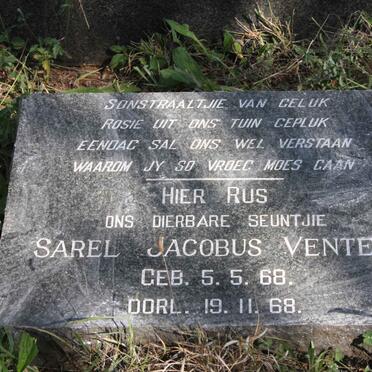 SONSTRAALTJIE VAN GELUK
ROSIE UIT ONS TUIN GEPLUK
EENDAG SAL ONS WEL VERSTAAN
WAAROM JY SO VROEG MOES GAAN
HIER RUS
ONS DIERBARE SEUNTJIE
SAREL JACOBUS VENTE
GEB. 5. 5. 68.
OORL. 19. 11. 68.